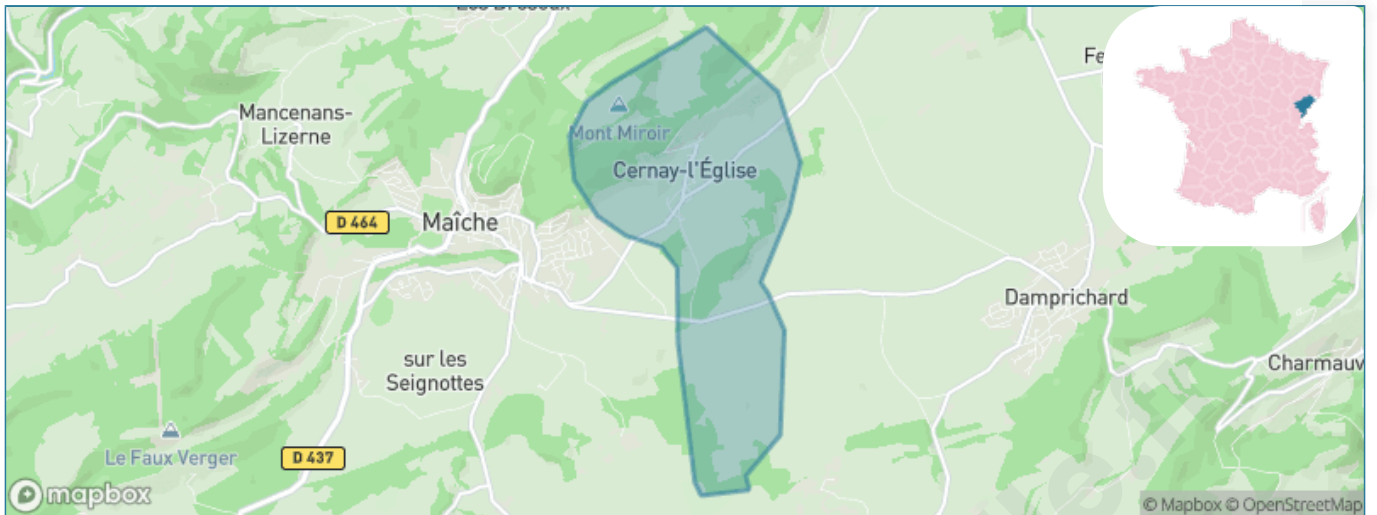 Mancenans-
Lizerne
Mont Miroir
Cernay-l'Église
D 464
Maîche
Damprichard
sur les
Seignottes
Charmauv
Le Faux Verger
D 437
mapbox
© Mapbox © OpenStreetMap
Fe